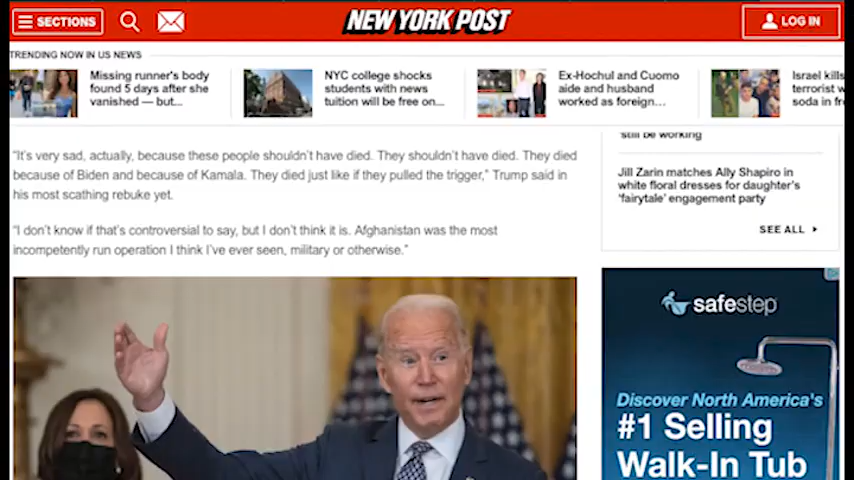 SECTIONS
NEW YORK POST
LOG IN
TRENDING NOW IN US NEWS
Missing runner's body
found 5 days after she
vanished — but...
NYC college shocks
students with news
tuition will be free on...
Ex-Hochul and Cuomo
aide and husband
worked as foreign...
Israel kills
terrorist w
soda in fr
"It's very sad, actually, because these people shouldn't have died. They shouldn't have died. They died
because of Biden and because of Kamala. They died just like if they pulled the trigger," Trump said in
his most scathing rebuke yet.
"I don't know if that's controversial to say, but I don't think it is. Afghanistan was the most
incompetently run operation I think I've ever seen, military or otherwise."
still be working
Jill Zarin matches Ally Shapiro in
white floral dresses for daughter's
'fairytale' engagement party
SEE ALL
safestep
Discover North America's
#1 Selling
Walk-In Tub